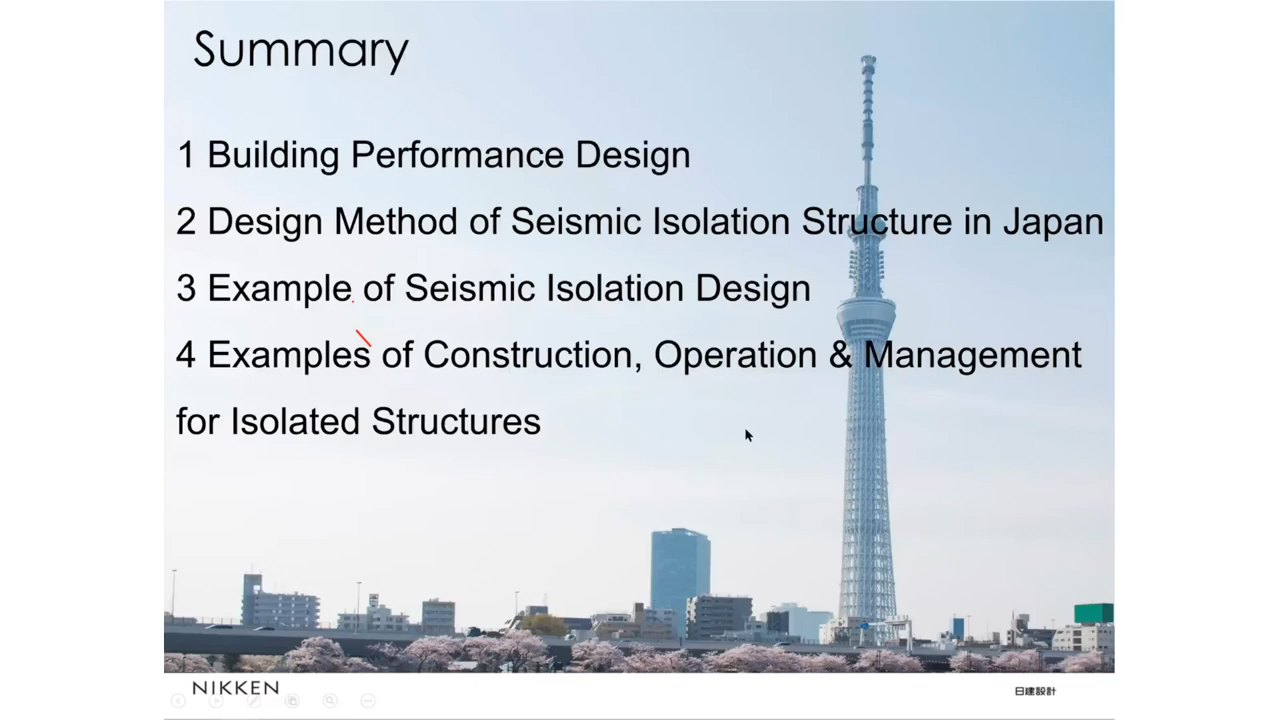 Summary
1 Building Performance Design
2 Design Method of Seismic Isolation Structure in Japan
3 Example of Seismic Isolation Design
4 Examples of Construction, Operation & Management
for Isolated Structures
NIKKEN
日建設計